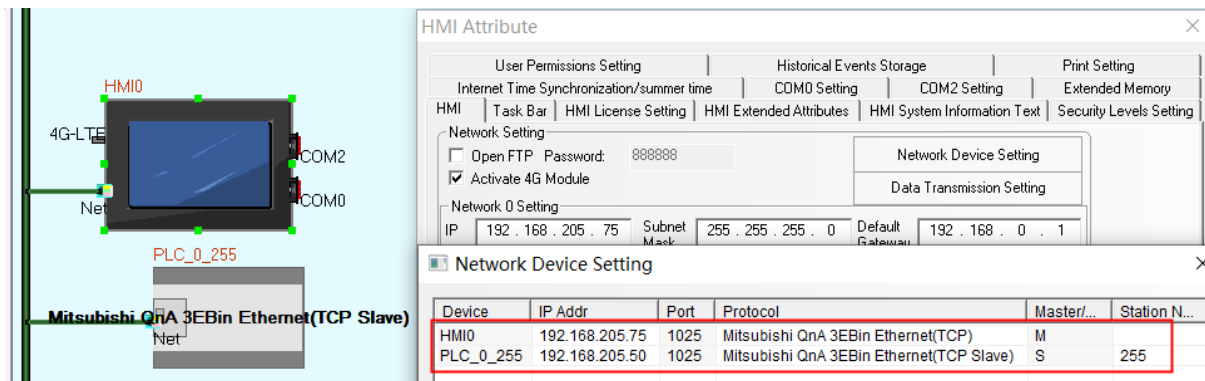 HMI0
4G-LTE
COM2
COM0
Net
PLC_0_255
Mitsubishi QnA 3EBin Ethernet(TCP Slave)
Net
HMI Attribute
User Permissions Setting Historical Events Storage Print Setting
Internet Time Synchronization/summer time COM0 Setting COM2 Setting Extended Memory
HMI Task Bar HMI License Setting HMI Extended Attributes HMI System Information Text Security Levels Setting
Network Setting
Open FTP Password: 888888 Network Device Setting
Activate 4G Module Data Transmission Setting
Network 0 Setting
IP 192 . 168 . 205 . 75 Subnet Mask 255 . 255 . 255 . 0 Default Gateway 192 . 168 . 0 . 1
Network Device Setting
Device IP Addr Port Protocol Master/... Station N...
HMI0 192.168.205.75 1025 Mitsubishi QnA 3EBin Ethernet(TCP) M
PLC_0_255 192.168.205.50 1025 Mitsubishi QnA 3EBin Ethernet(TCP Slave) S 255